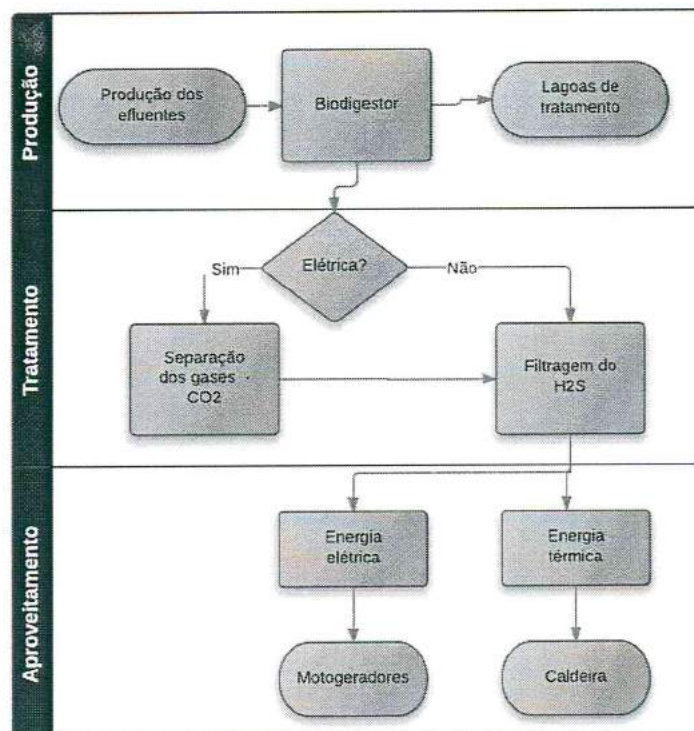 Produção
Produção dos
efluentes
Biodigestor
Lagoas de
tratamento
Tratamento
Elétrica?
Sim
Não
Separação
dos gases -
CO2
Filtragem do
H2S
Aproveitamento
Energia
elétrica
Energia
térmica
Motogeradores
Caldeira